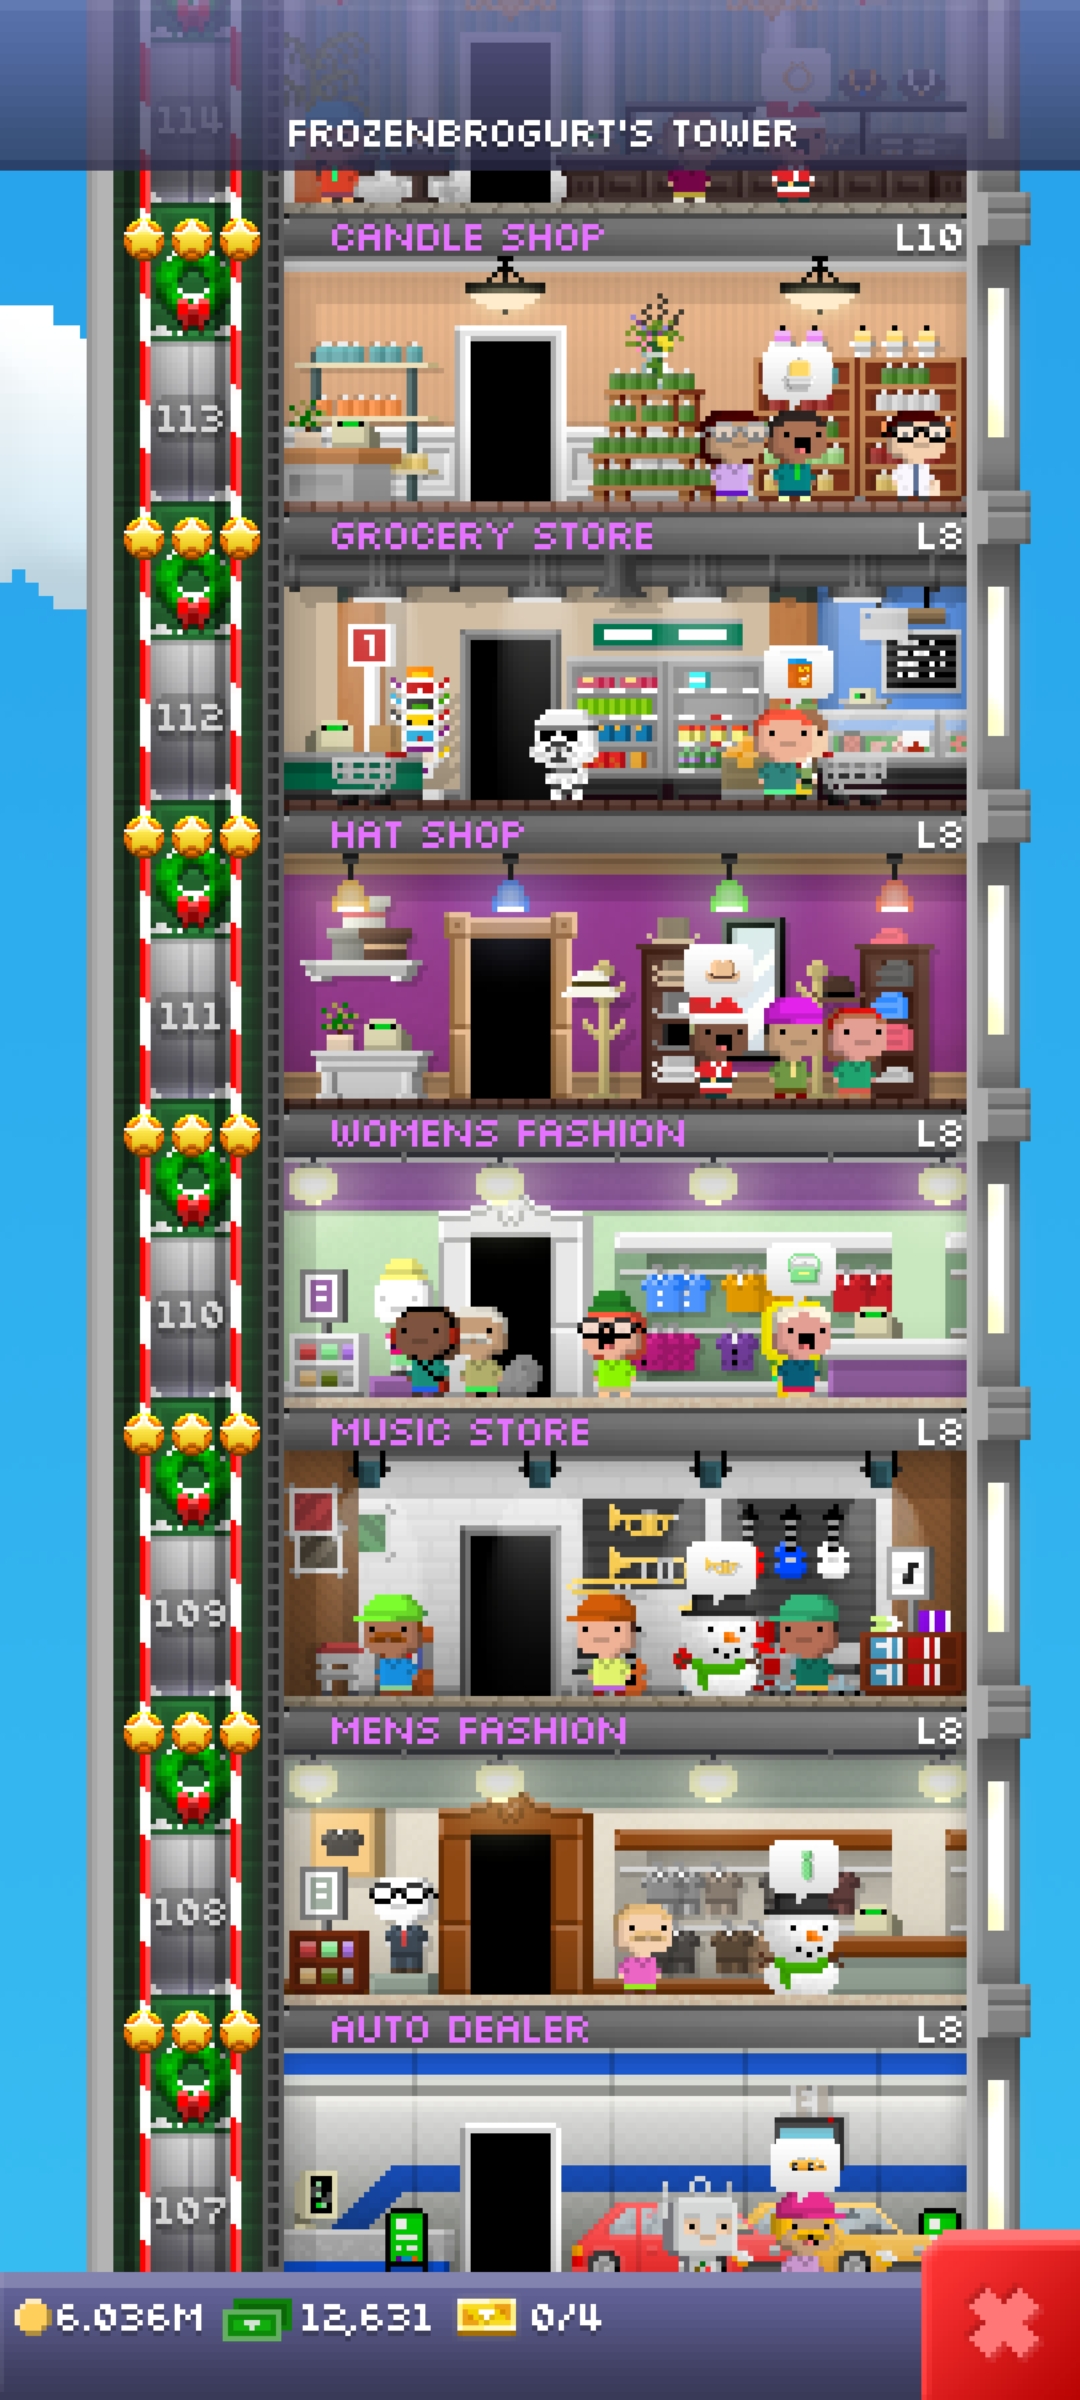 114
FROZENBROGURT'S TOWER
CANDLE SHOP L10
113
GROCERY STORE L8
1
112
HAT SHOP L8
111
WOMENS FASHION L8
110
MUSIC STORE L8
109
MENS FASHION L8
108
AUTO DEALER L8
107
6.036M 12,631 0/4